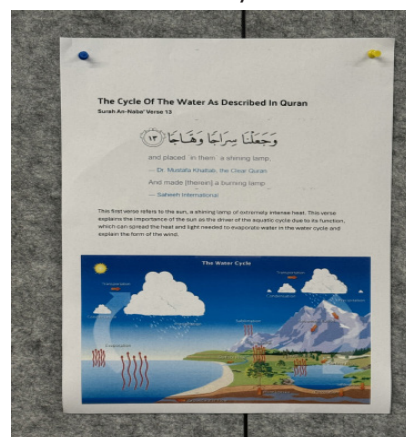 The Cycle Of The Water As Described In Quran
Surah An-Naba' Verse 13
وَجَعَلْنَا سِرَاجًا وَهَّاجًا ١٣
and placed in them a shining lamp,
— Dr. Mustafa Khattab, the Clear Quran
And made [therein] a burning lamp
— Saheeh International
This first verse refers to the sun, a shining lamp of extremely intense heat. This verse
explains the importance of the sun as the driver of the aquatic cycle due to its function,
which can spread the heat and light needed to evaporate water in the water cycle and
explain the form of the wind.
The Water Cycle
Transportation
Transportation
Condensation
Sublimation
Evaporation